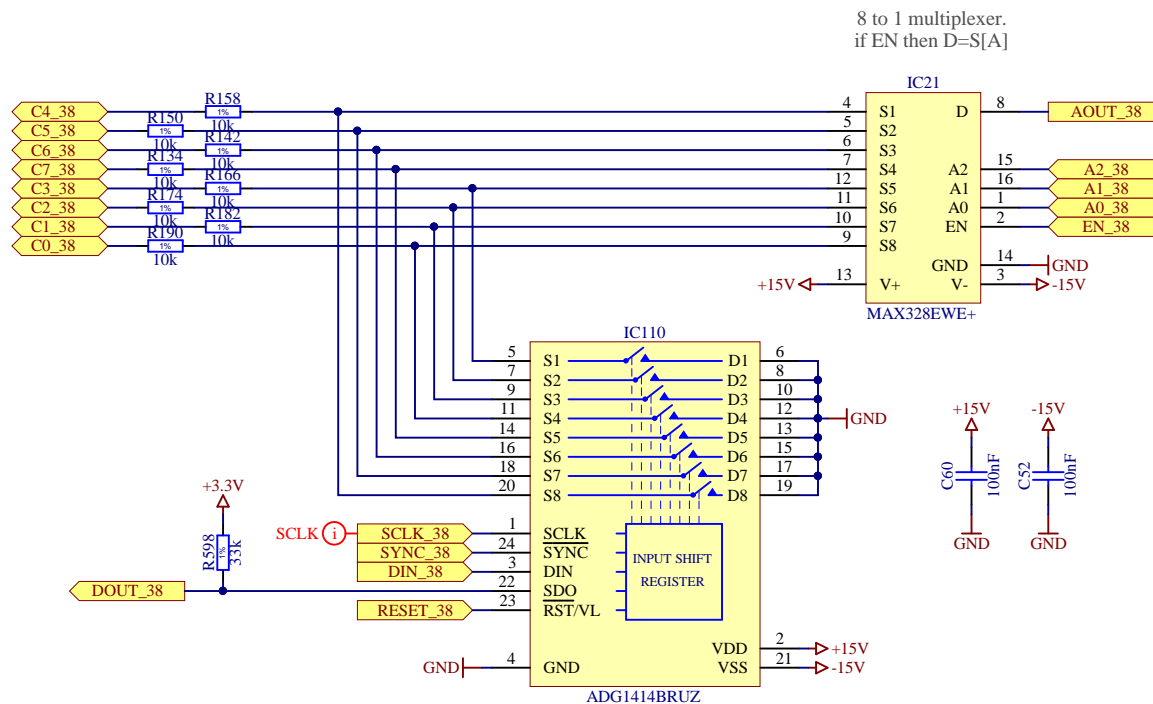 8 to 1 multiplexer.
if EN then D=S[A]
IC21
C4_38 R158 1% 10k 4 S1 D 8 AOUT_38
C5_38 R150 1% 10k 5 S2
C6_38 R142 1% 10k 6 S3
C7_38 R134 1% 10k 7 S4 A2 15 A2_38
C3_38 R166 1% 10k 12 S5 A1 16 A1_38
C2_38 R174 1% 10k 11 S6 A0 1 A0_38
C1_38 R182 1% 10k 10 S7 EN 2 EN_38
C0_38 R190 1% 10k 9 S8
GND 14 GND
+15V 13 V+ V- 3 -15V
MAX328EWE+
IC110
5 S1 D1 6
7 S2 D2 8
9 S3 D3 10
11 S4 D4 12 GND
14 S5 D5 13
16 S6 D6 15
18 S7 D7 17
20 S8 D8 19
+15V -15V
C60 100nF C52 100nF
GND GND
+3.3V
R598 1% 33k
SCLK i SCLK_38 1 SCLK
SYNC_38 24 SYNC
DIN_38 3 DIN
DOUT_38 22 SDO
RESET_38 23 RST/VL
INPUT SHIFT
REGISTER
VDD 2 +15V
GND 4 GND VSS 21 -15V
ADG1414BRUZ